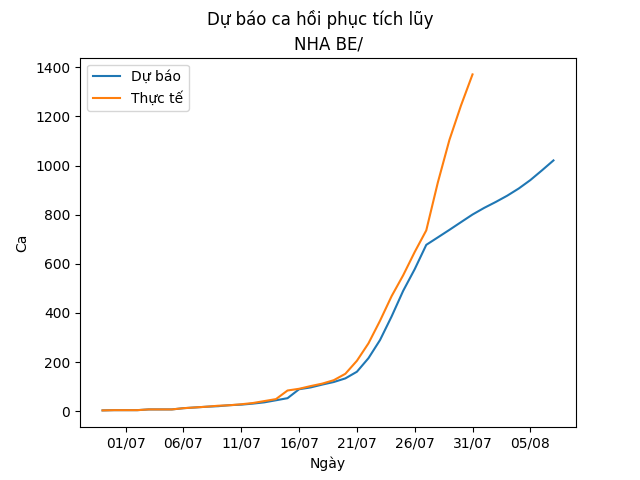 Dự báo ca hồi phục tích lũy
NHA BE/
Dự báo
Thực tế
1400
1200
1000
800
600
400
200
0
Ca
01/07 06/07 11/07 16/07 21/07 26/07 31/07 05/08
Ngày